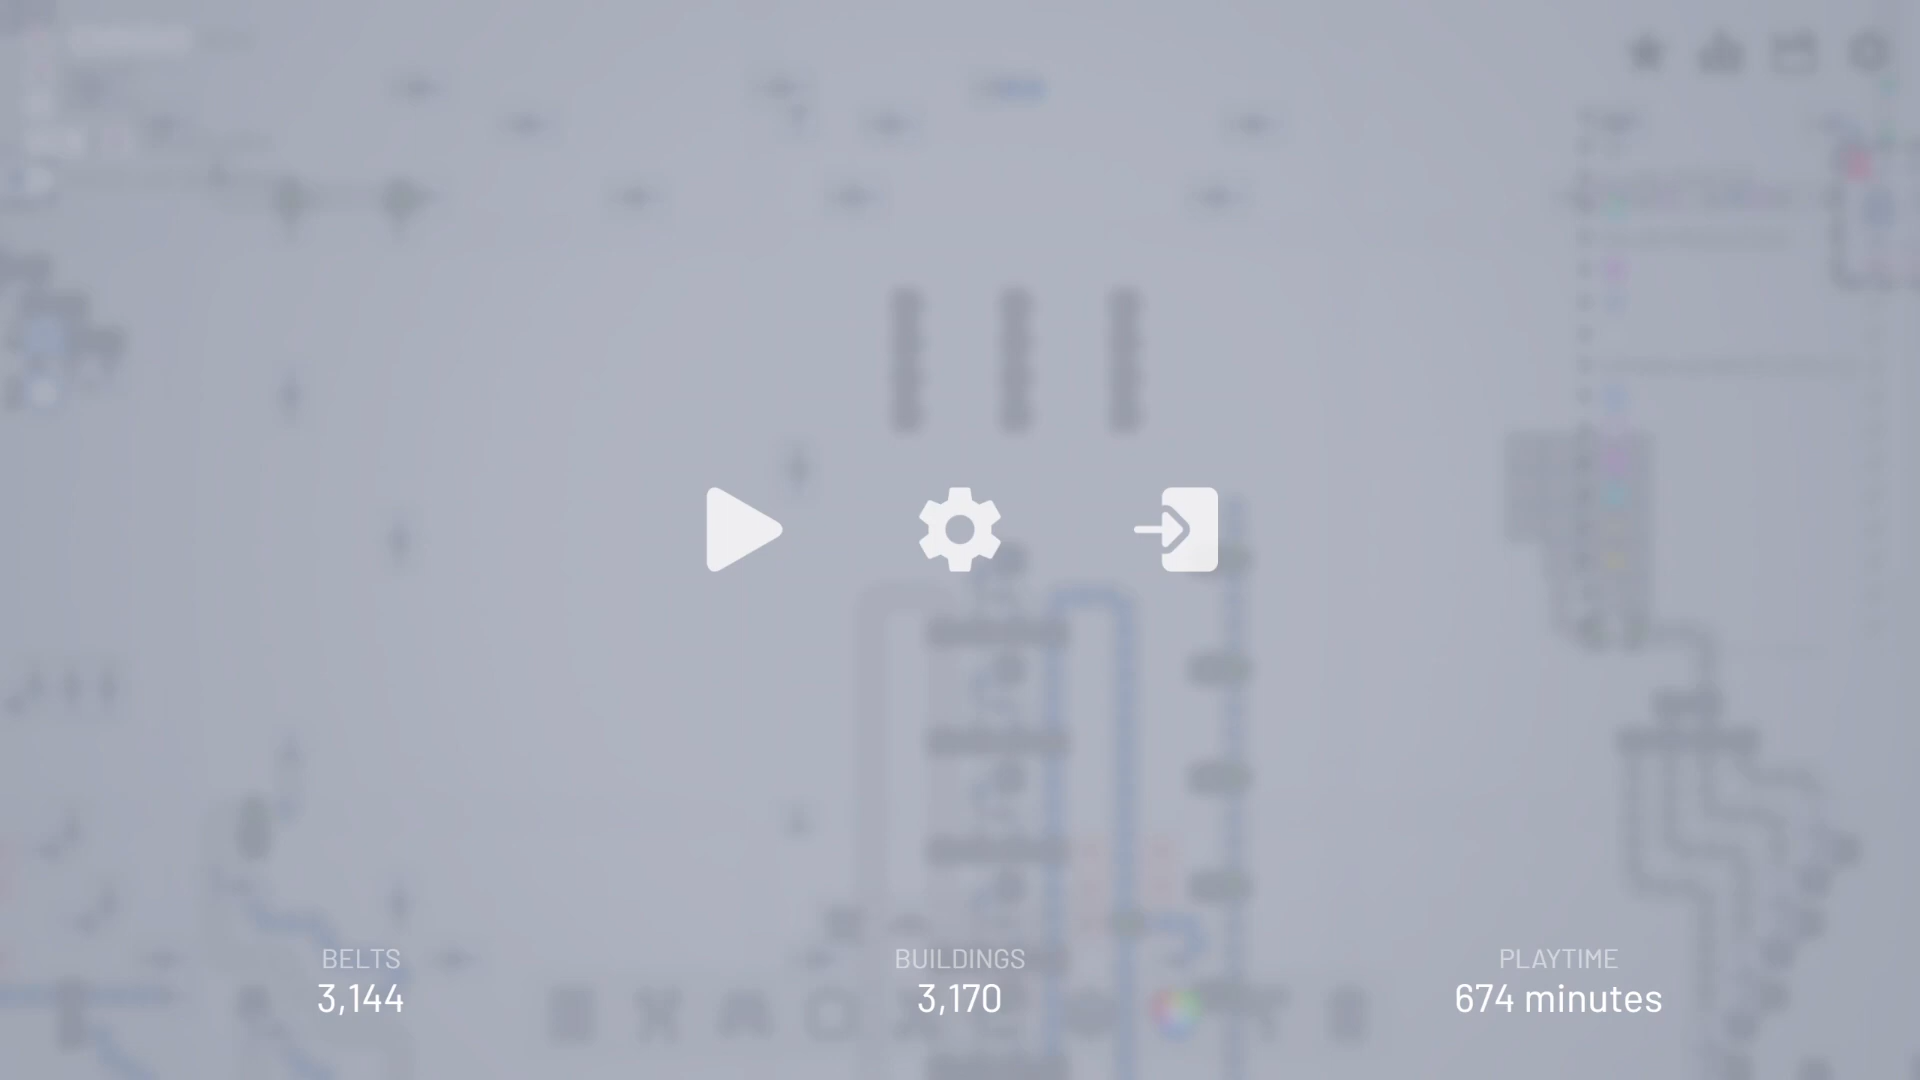 BELTS
3,144
BUILDINGS
3,170
PLAYTIME
674 minutes